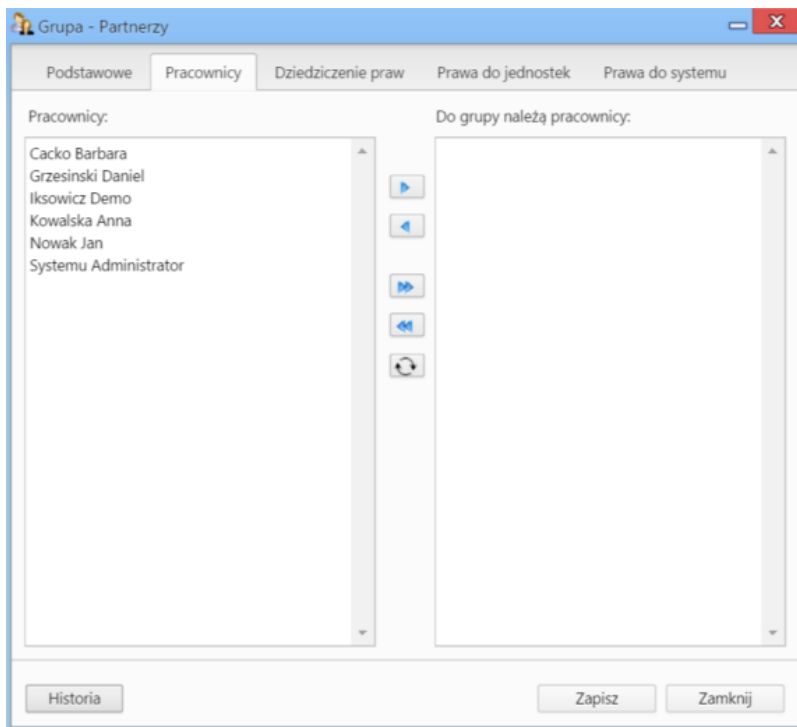 Grupa - Partnerzy
Podstawowe Pracownicy Dziedziczenie praw Prawa do jednostek Prawa do systemu
Pracownicy: Do grupy należą pracownicy:
Cacko Barbara
Grzesinski Daniel
Iksowicz Demo
Kowalska Anna
Nowak Jan
Systemu Administrator
Historia Zapisz Zamknij